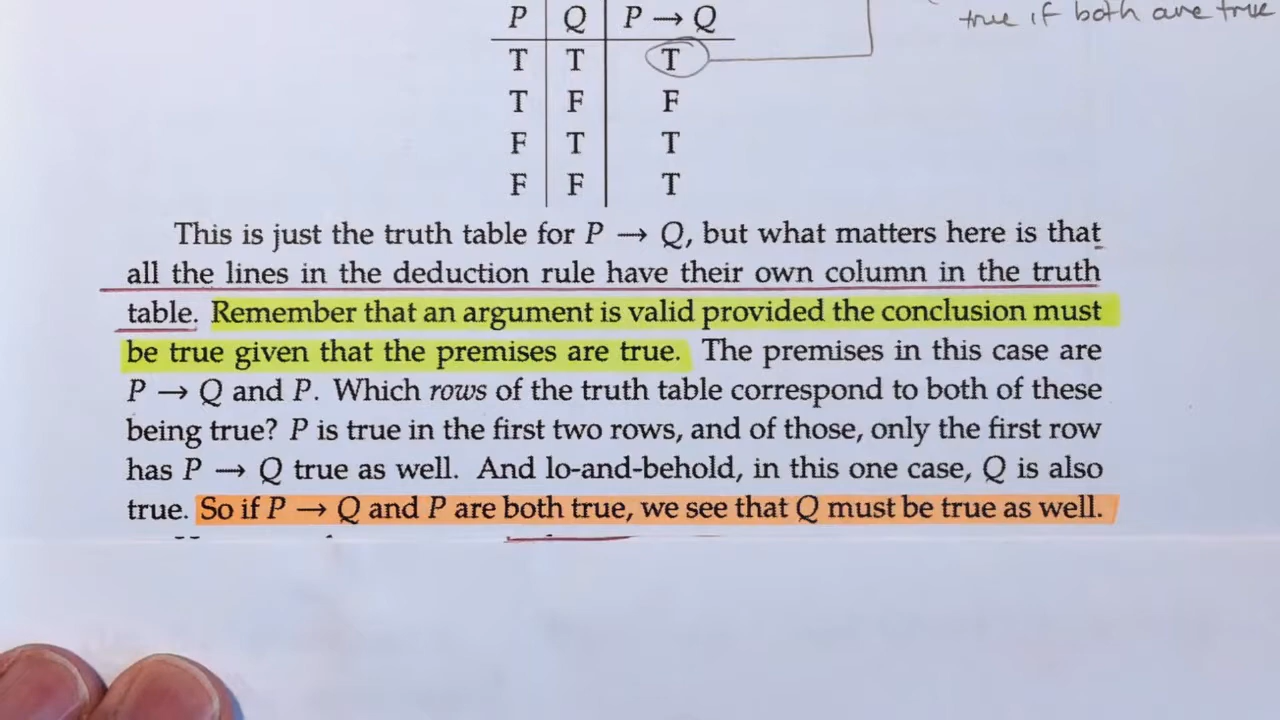 true if both are true
P Q P → Q
T T T
T F F
F T T
F F T
This is just the truth table for P → Q, but what matters here is that
all the lines in the deduction rule have their own column in the truth
table. Remember that an argument is valid provided the conclusion must
be true given that the premises are true. The premises in this case are
P → Q and P. Which rows of the truth table correspond to both of these
being true? P is true in the first two rows, and of those, only the first row
has P → Q true as well. And lo-and-behold, in this one case, Q is also
true. So if P → Q and P are both true, we see that Q must be true as well.